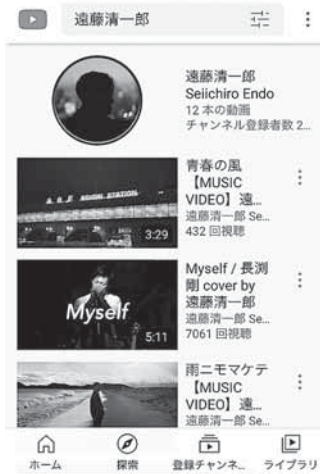 遠藤清一郎
遠藤清一郎
Seiichiro Endo
12 本の動画
チャンネル登録者数 2...
青春の風
【MUSIC
VIDEO】遠...
遠藤清一郎 Se...
432 回視聴
3:29
Myself / 長渕
剛 cover by
遠藤清一郎
遠藤清一郎 Se...
7061 回視聴
Myself
5:11
雨ニモマケテ
【MUSIC
VIDEO】遠...
遠藤清一郎 Se...
ホーム
探索
登録チャンネ...
ライブラリ